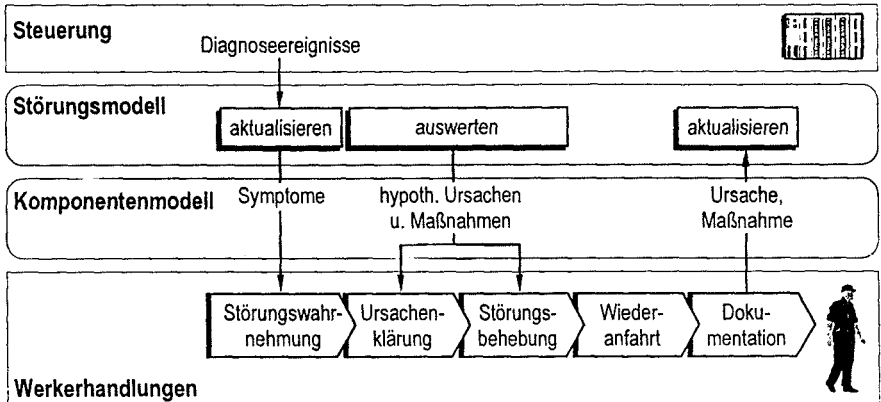 Steuerung
Diagnoseereignisse
Störungsmodell
aktualisieren
auswerten
aktualisieren
Komponentenmodell
Symptome
hypoth. Ursachen
u. Maßnahmen
Ursache,
Maßnahme
Störungswahr-
nehmung
Ursachen-
klärung
Störungs-
behebung
Wieder-
anfahrt
Doku-
mentation
Werkerhandlungen